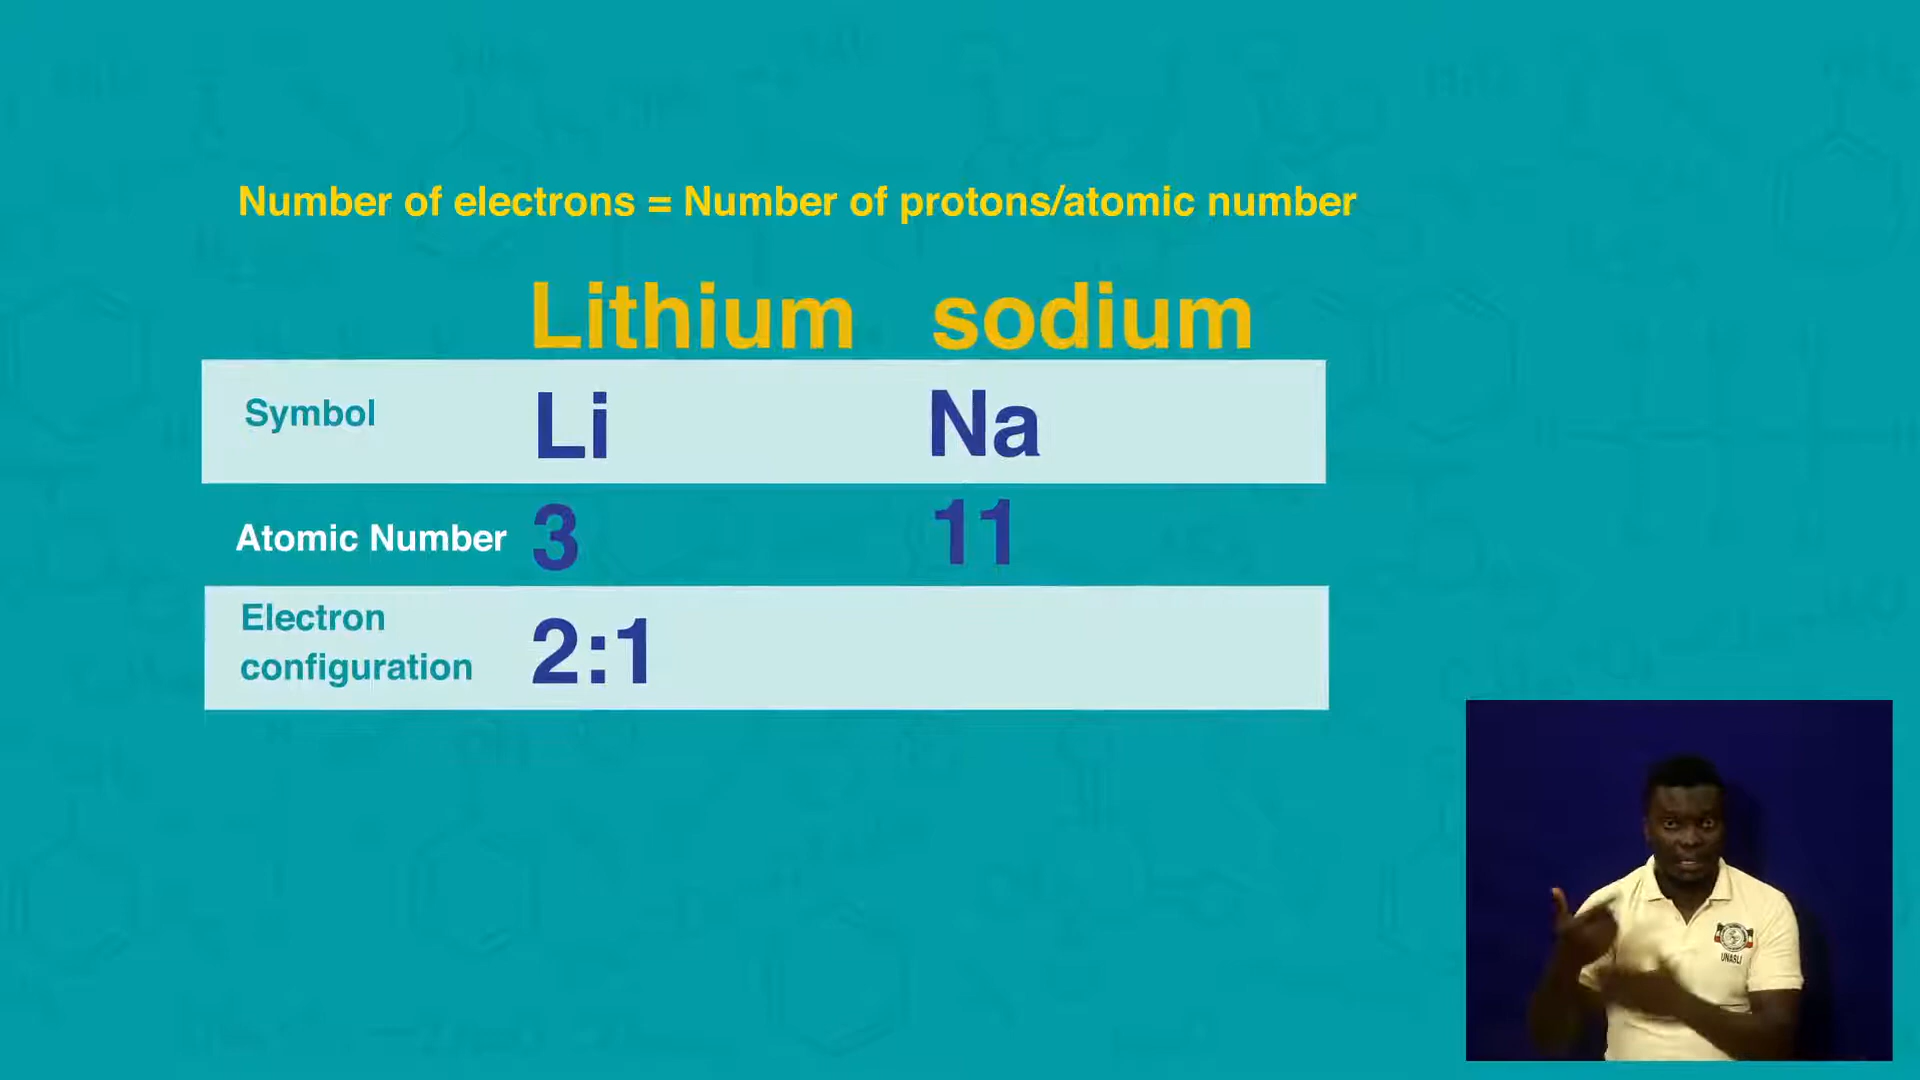 Number of electrons = Number of protons/atomic number
Lithium sodium
Symbol Li Na
Atomic Number 3 11
Electron
configuration 2:1
UNASLI